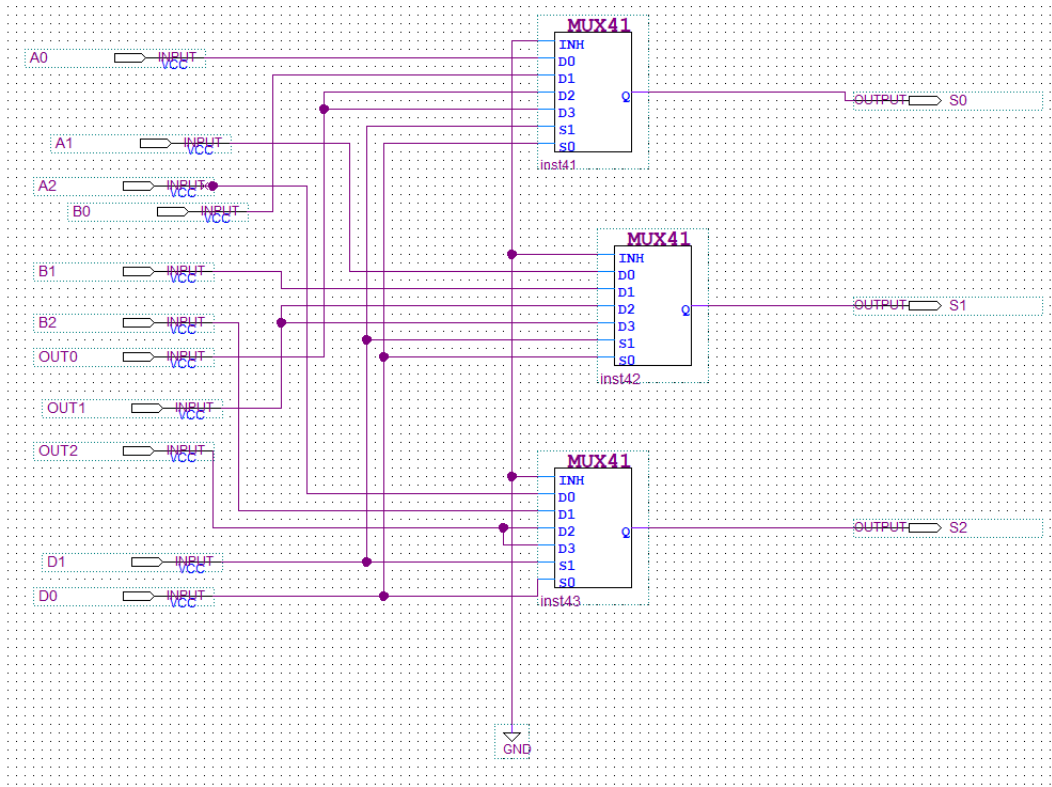 MUX41
INH
A0 INPUT VCC D0
D1
D2 Q OUTPUT S0
D3
A1 INPUT VCC S1
S0
inst41
A2 INPUT VCC
B0 INPUT VCC
MUX41
INH
B1 INPUT VCC D0
D1
D2 Q OUTPUT S1
B2 INPUT VCC D3
S1
OUT0 INPUT VCC S0
inst42
OUT1 INPUT VCC
OUT2 INPUT VCC
MUX41
INH
D0
D1
D2 Q OUTPUT S2
D3
D1 INPUT VCC S1
S0
D0 INPUT VCC
inst43
GND